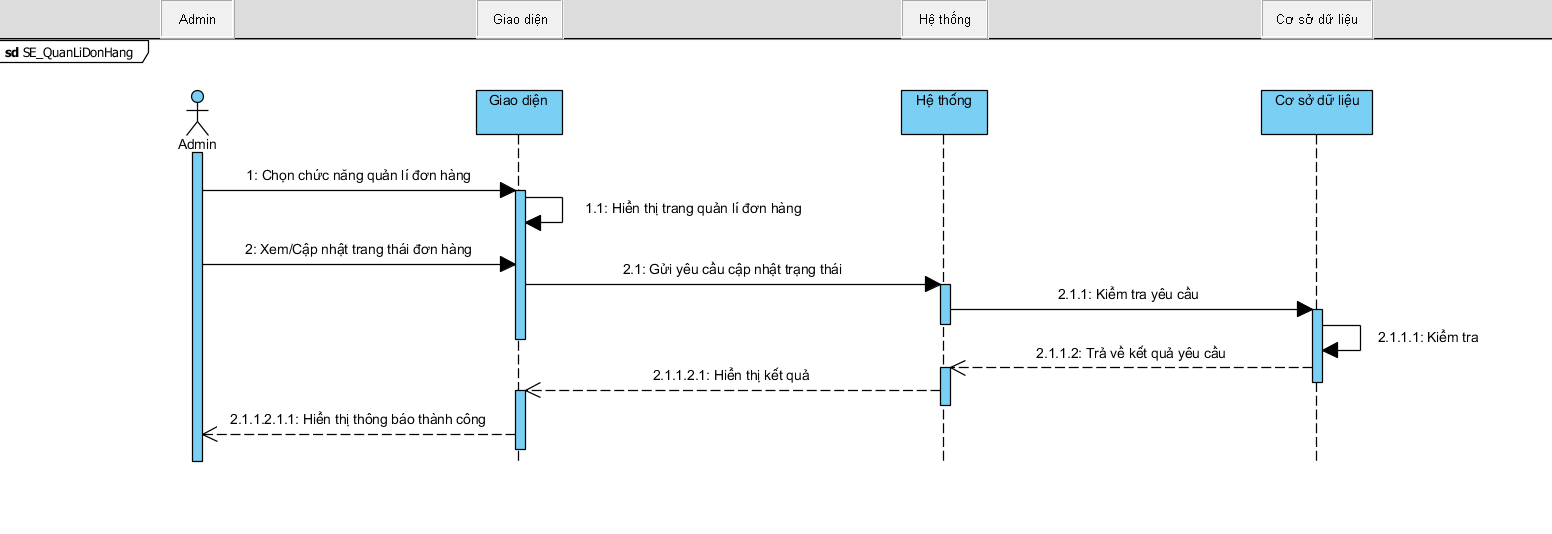 Admin
Giao diện
Hệ thống
Cơ sở dữ liệu
sd SE_QuanLiDonHang
Giao diện
Hệ thống
Cơ sở dữ liệu
Admin
1: Chọn chức năng quản lí đơn hàng
1.1: Hiển thị trang quản lí đơn hàng
2: Xem/Cập nhật trang thái đơn hàng
2.1: Gửi yêu cầu cập nhật trạng thái
2.1.1: Kiểm tra yêu cầu
2.1.1.1: Kiểm tra
2.1.1.2: Trả về kết quả yêu cầu
2.1.1.2.1: Hiển thị kết quả
2.1.1.2.1.1: Hiển thị thông báo thành công